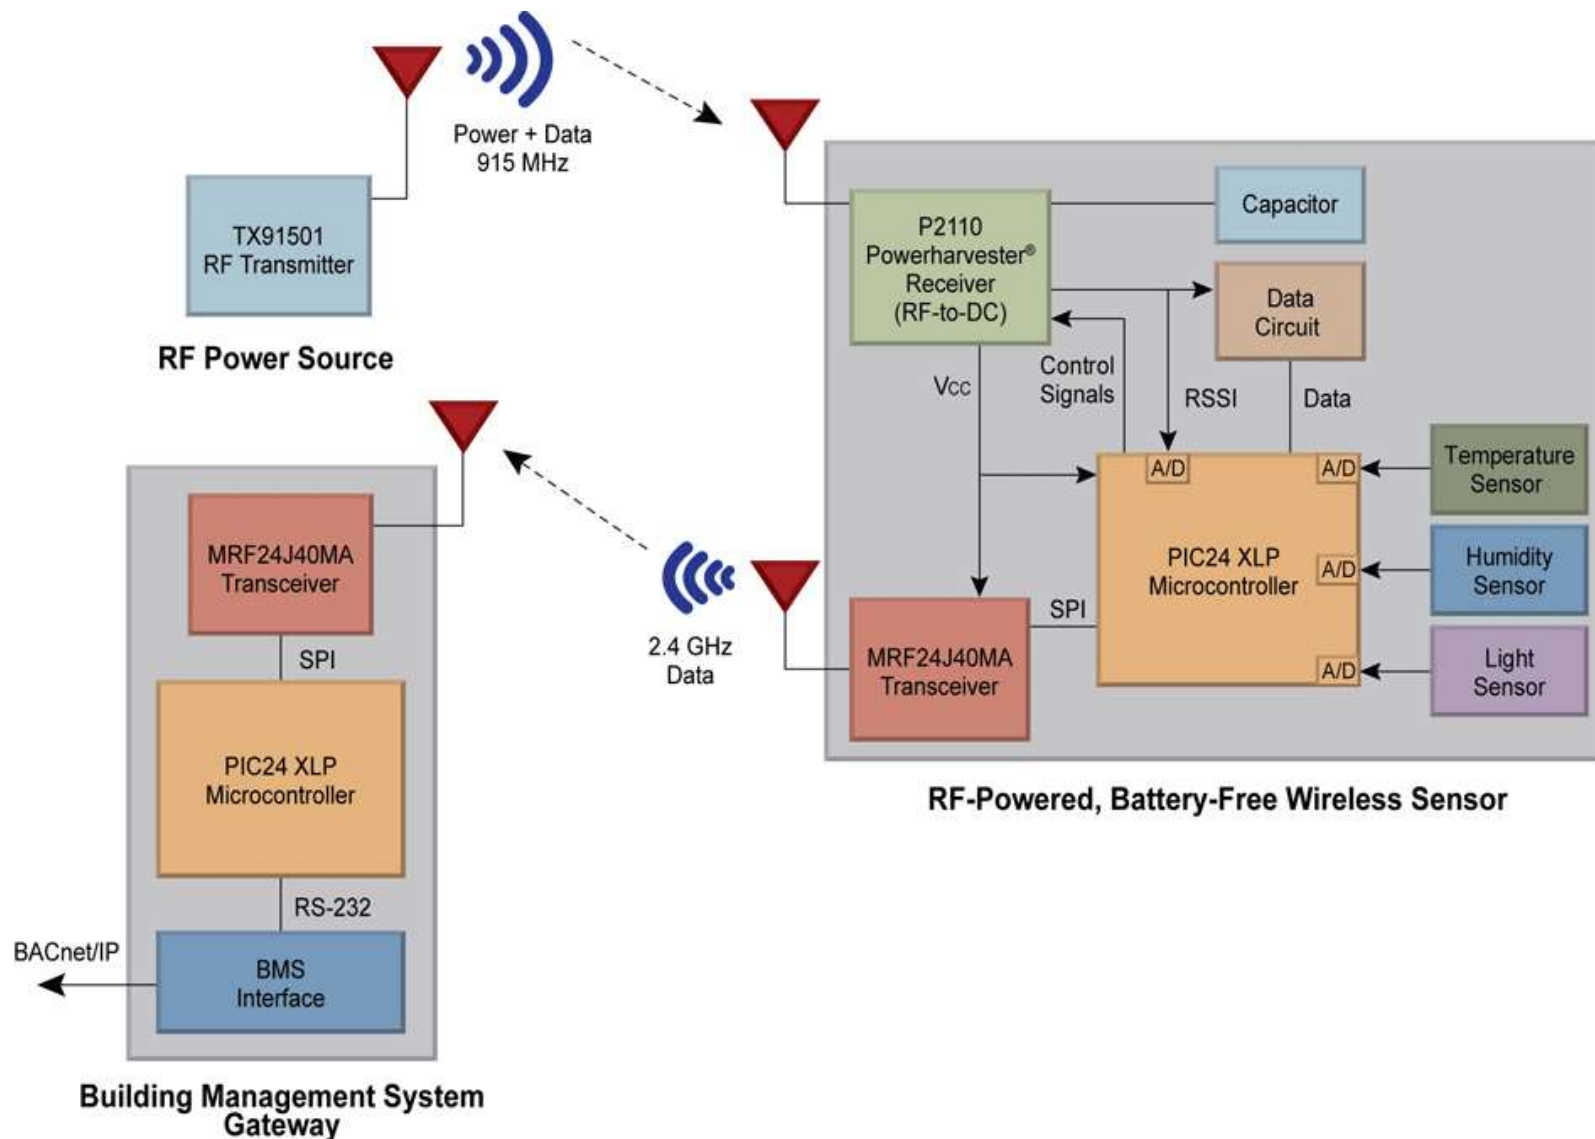 Power + Data
915 MHz
TX91501
RF Transmitter
RF Power Source
P2110
Powerharvester®
Receiver
(RF-to-DC)
Capacitor
Data
Circuit
Vcc
Control
Signals
RSSI
Data
A/D
A/D
Temperature
Sensor
PIC24 XLP
Microcontroller
A/D
Humidity
Sensor
A/D
Light
Sensor
SPI
MRF24J40MA
Transceiver
2.4 GHz
Data
RF-Powered, Battery-Free Wireless Sensor
MRF24J40MA
Transceiver
SPI
PIC24 XLP
Microcontroller
RS-232
BACnet/IP
BMS
Interface
Building Management System
Gateway